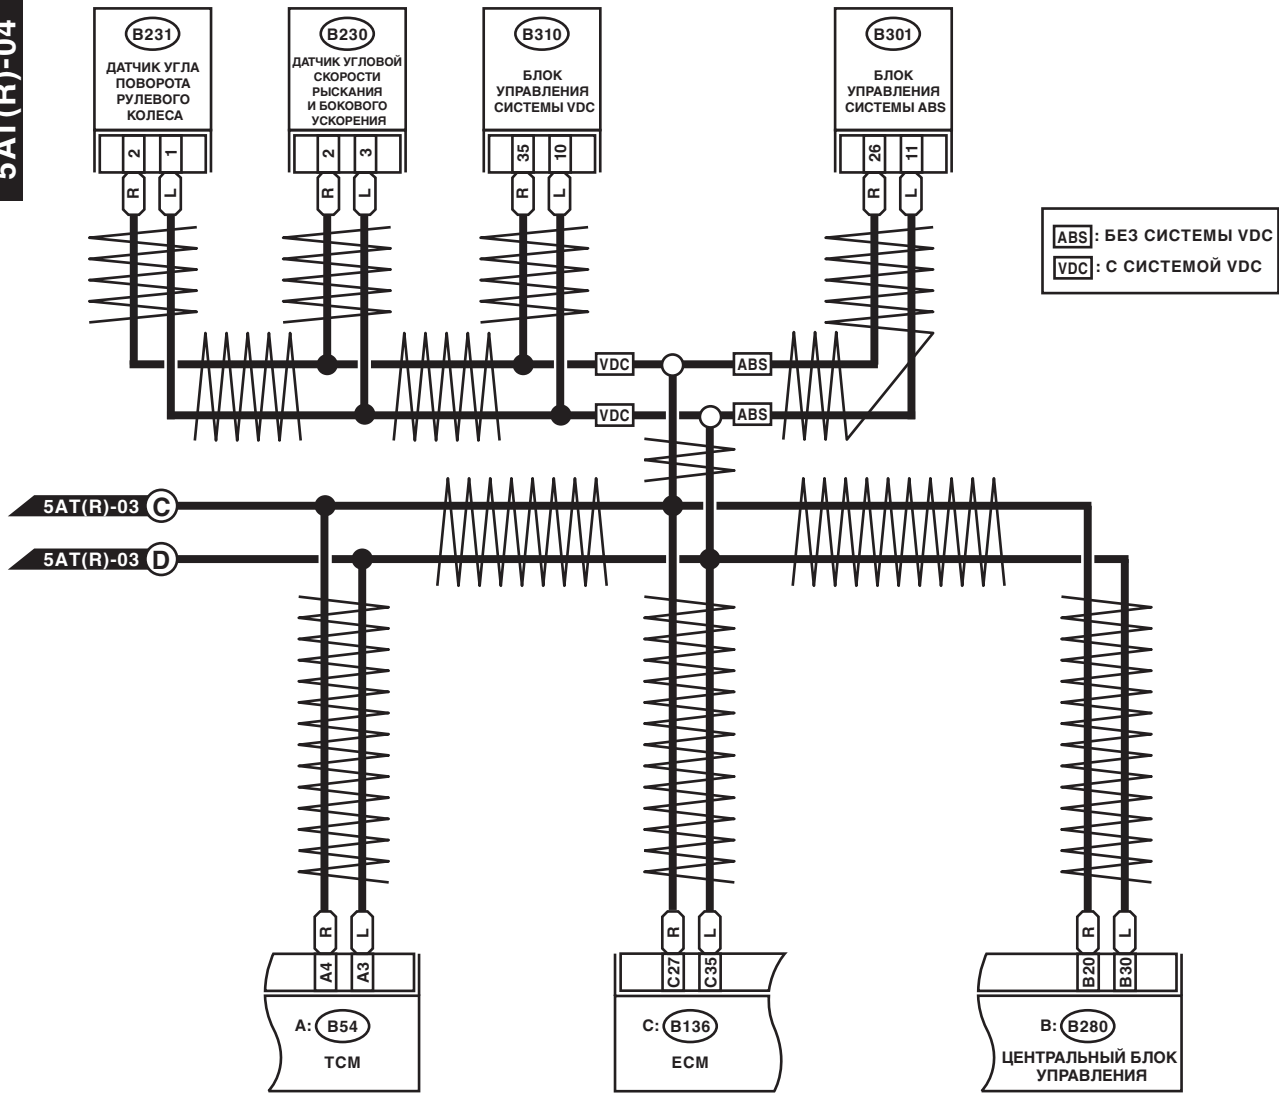 5AT(R)-04
B231
ДАТЧИК УГЛА
ПОВОРОТА
РУЛЕВОГО
КОЛЕСА
2 1
R L
B230
ДАТЧИК УГЛОВОЙ
СКОРОСТИ
РЫСКАНИЯ
И БОКОВОГО
УСКОРЕНИЯ
2 3
R L
B310
БЛОК
УПРАВЛЕНИЯ
СИСТЕМЫ VDC
35 10
R L
B301
БЛОК
УПРАВЛЕНИЯ
СИСТЕМЫ ABS
26 11
R L
ABS : БЕЗ СИСТЕМЫ VDC
VDC : С СИСТЕМОЙ VDC
VDC ABS
VDC ABS
5AT(R)-03 C
5AT(R)-03 D
R L
A4 A3
A: B54
TCM
R L
C27 C35
C: B136
ECM
R L
B20 B30
B: B280
ЦЕНТРАЛЬНЫЙ БЛОК
УПРАВЛЕНИЯ